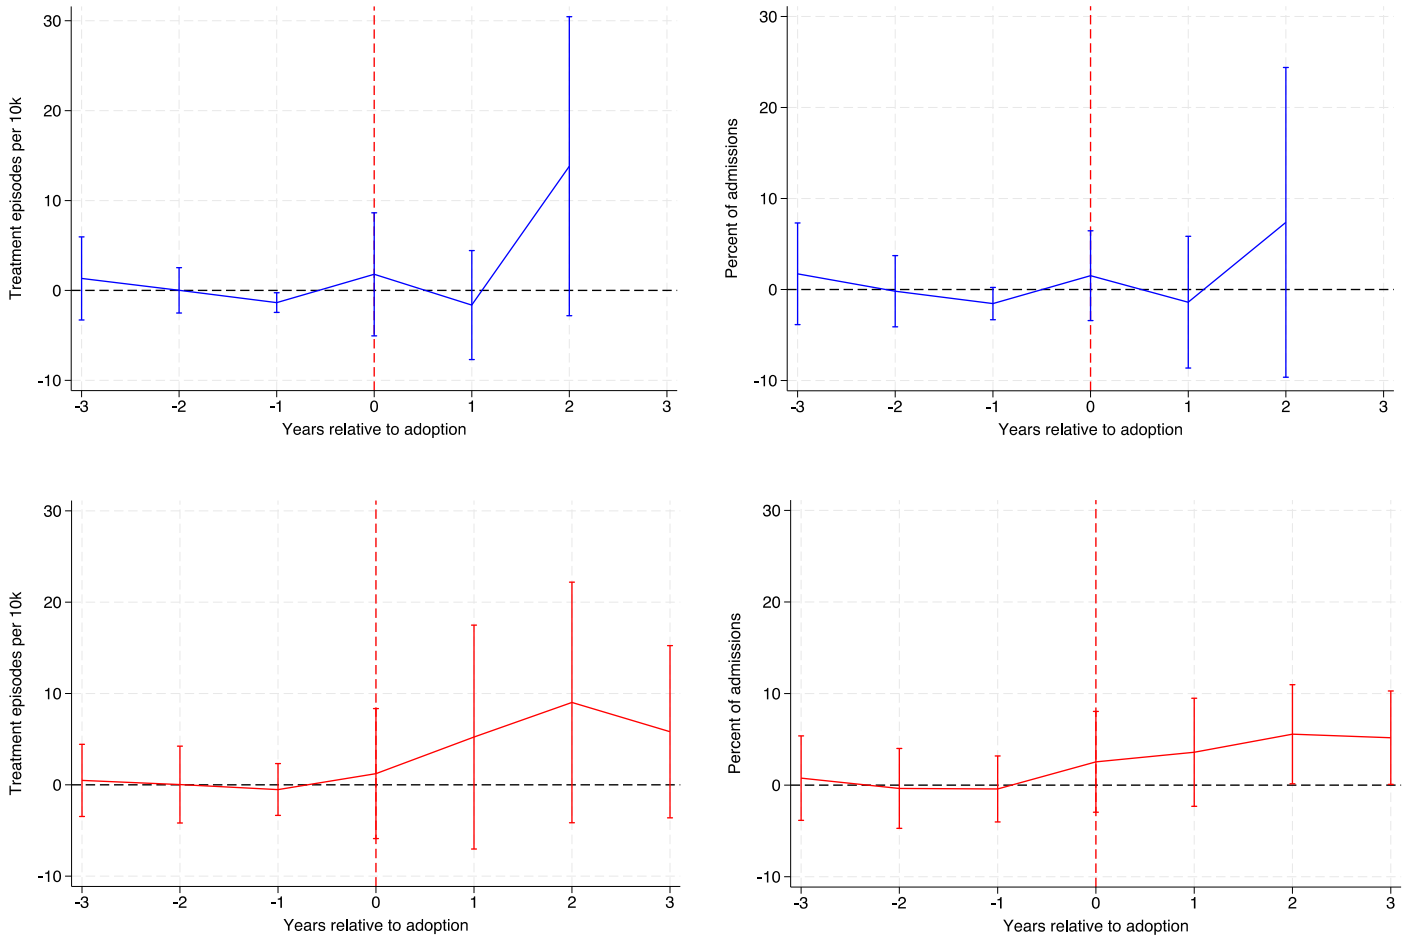 Treatment episodes per 10k
30
20
10
0
-10
-3 -2 -1 0 1 2 3
Years relative to adoption
Percent of admissions
30
20
10
0
-10
-3 -2 -1 0 1 2 3
Years relative to adoption
Treatment episodes per 10k
30
20
10
0
-10
-3 -2 -1 0 1 2 3
Years relative to adoption
Percent of admissions
30
20
10
0
-10
-3 -2 -1 0 1 2 3
Years relative to adoption